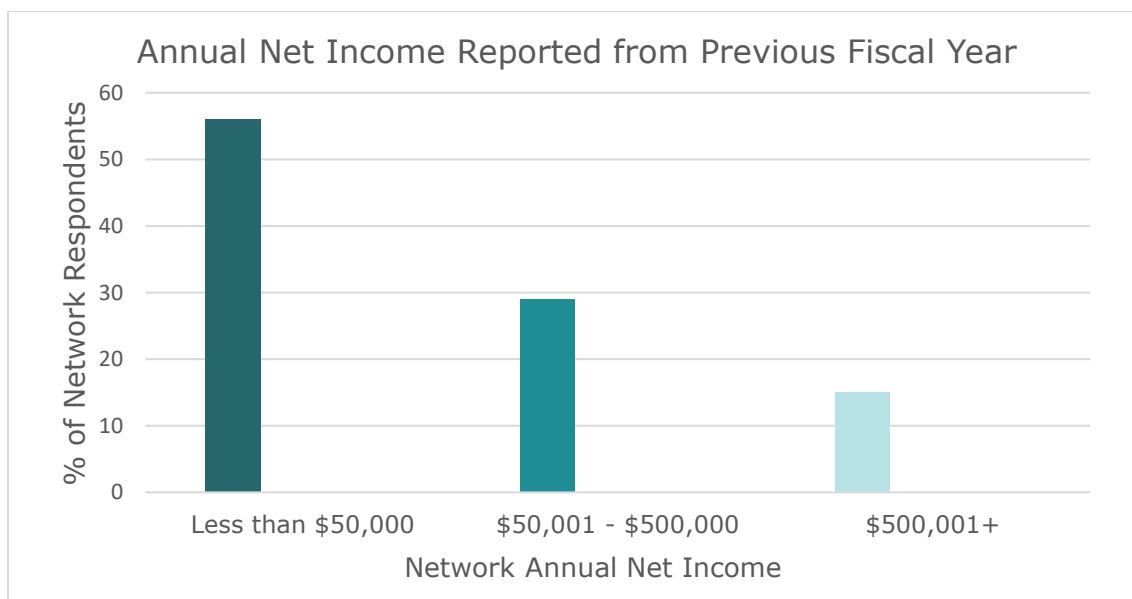 Annual Net Income Reported from Previous Fiscal Year
% of Network Respondents
60
50
40
30
20
10
0
Less than $50,000
$50,001 - $500,000
$500,001+
Network Annual Net Income